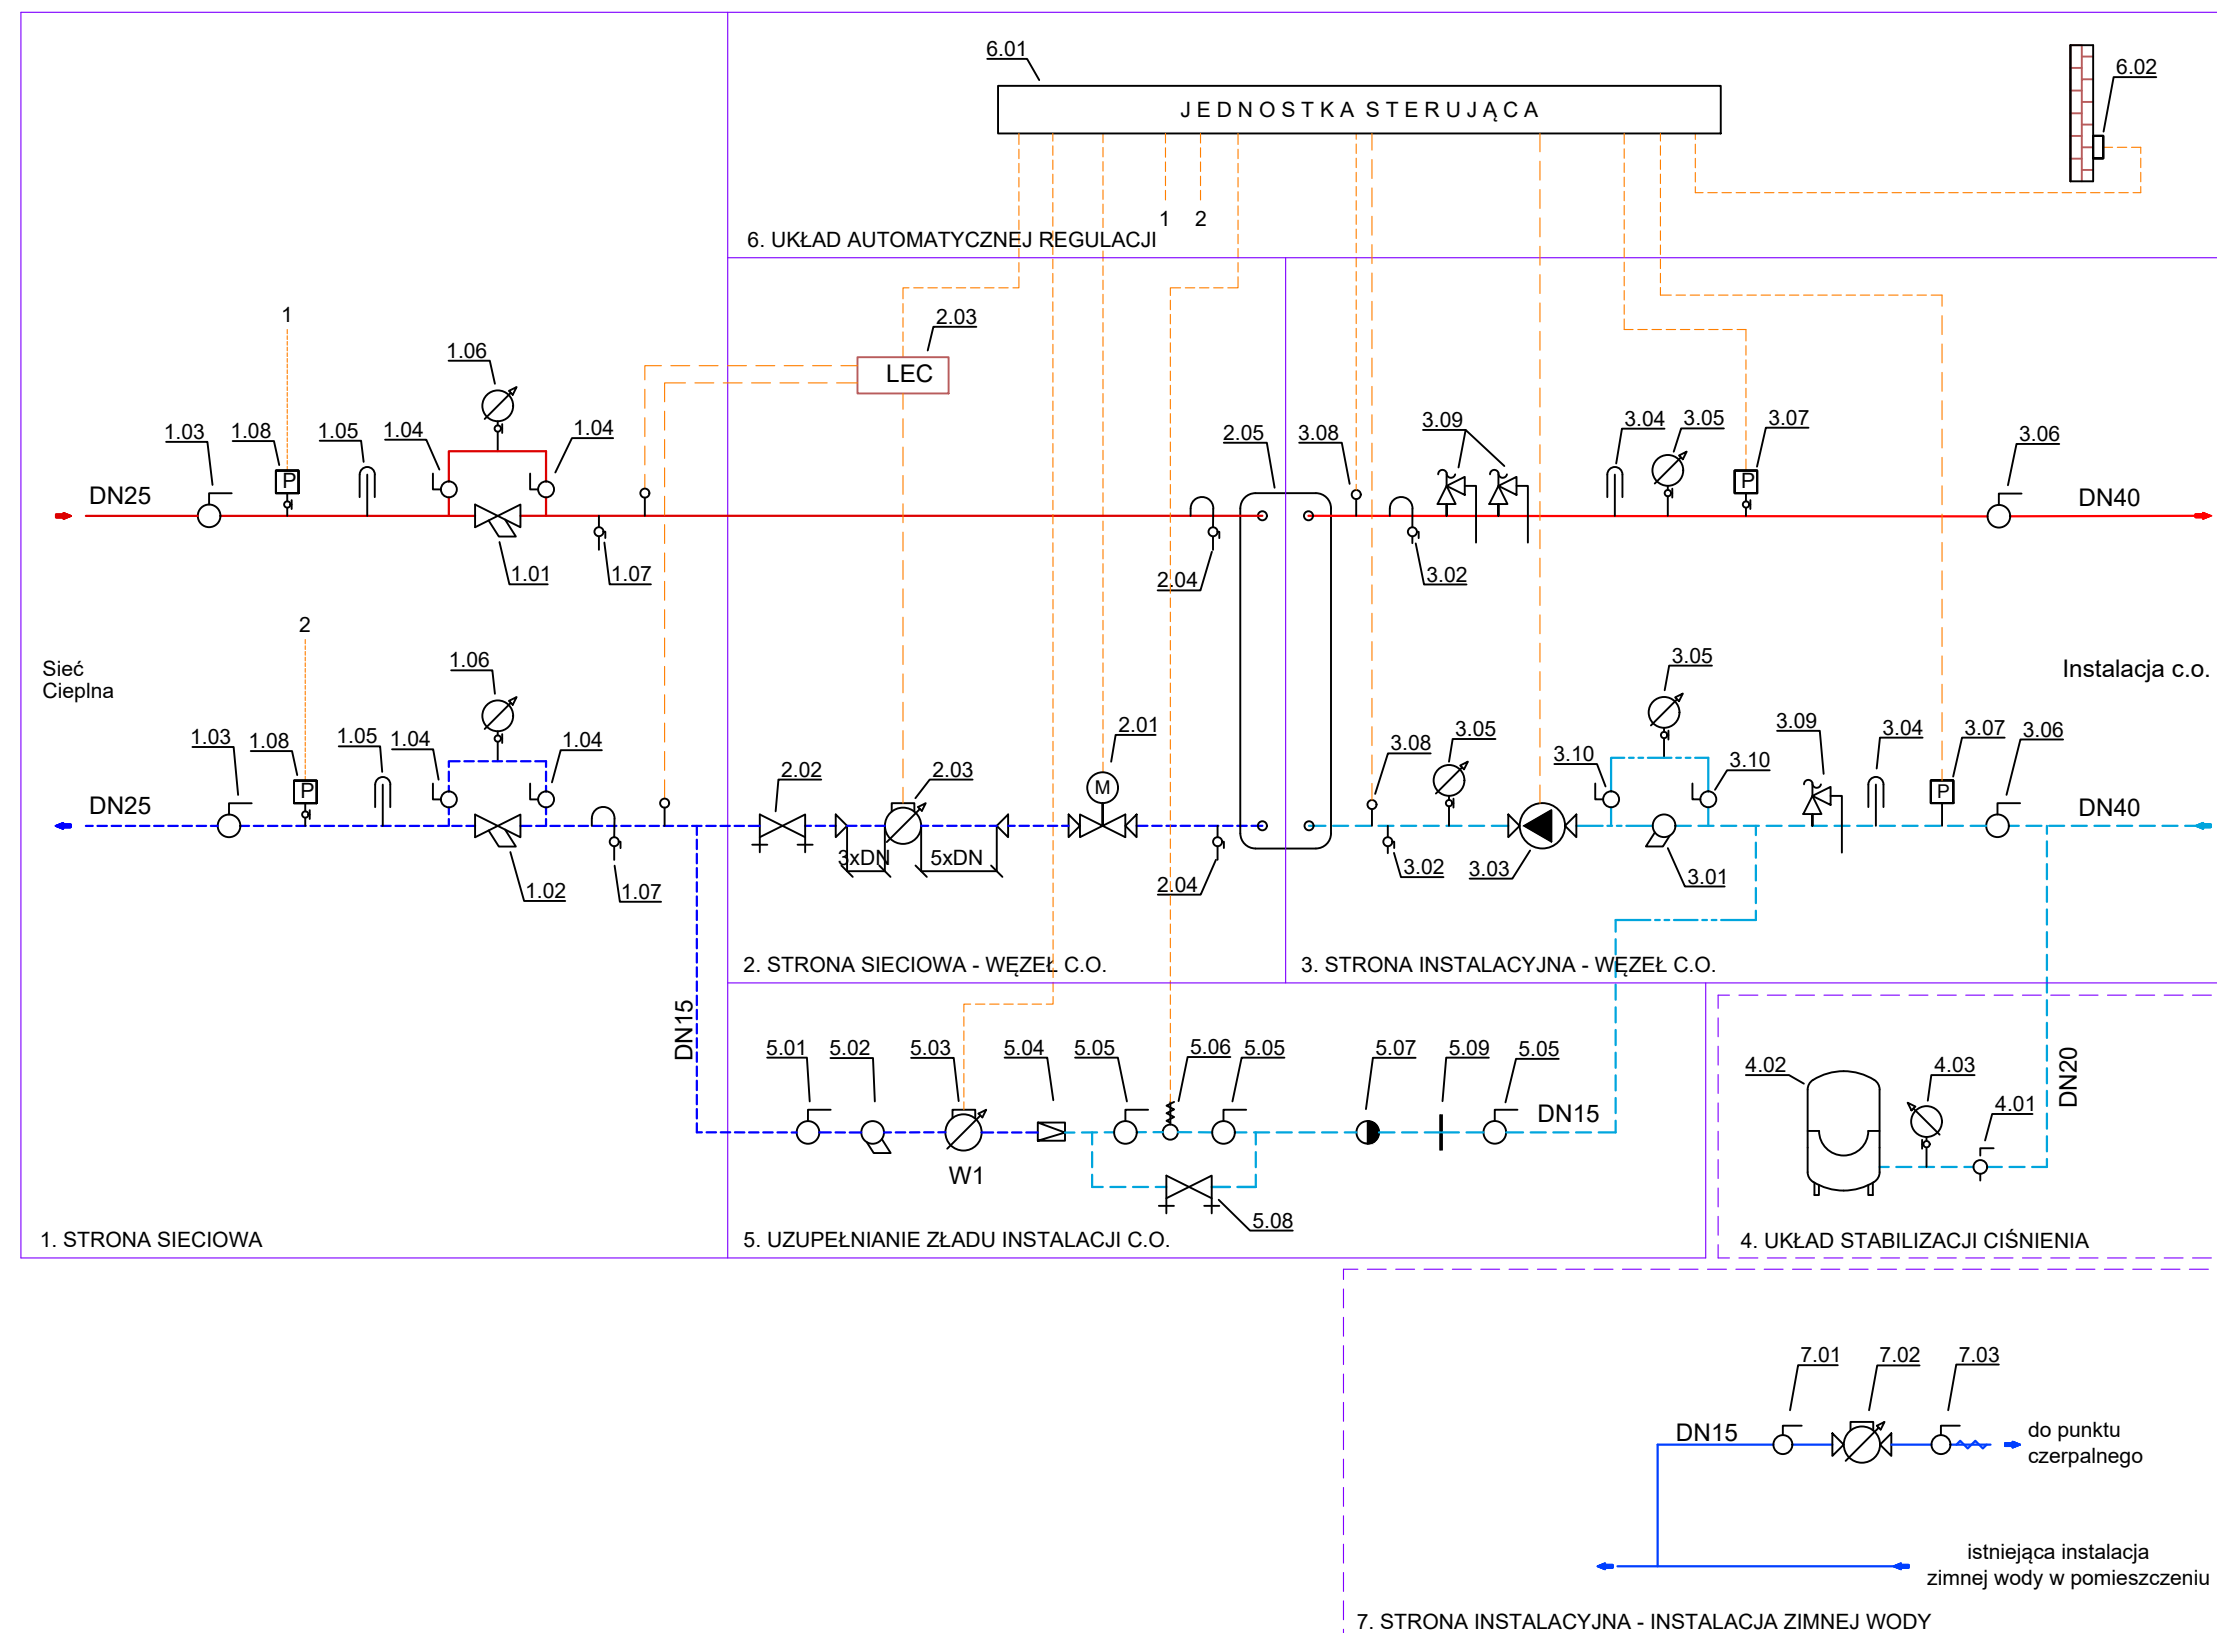 6.01
JEDNOSTKA STERUJĄCA
6.02
1 2
6. UKŁAD AUTOMATYCZNEJ REGULACJI
1
2.03
LEC
1.06
1.03
1.08
P
1.05
1.04
1.04
2.05
3.08
3.09
3.04
3.05
3.07
P
3.06
DN25
DN40
1.01
1.07
2.04
3.02
2
Sieć
Cieplna
Instalacja c.o.
1.06
3.05
1.03
1.08
P
1.05
1.04
1.04
2.02
2.03
2.01
M
3.08
3.05
3.10
3.10
3.09
3.04
3.07
P
3.06
DN25
DN40
3xDN
5xDN
1.02
1.07
2.04
3.02
3.03
3.01
2. STRONA SIECIOWA - WĘZEŁ C.O.
3. STRONA INSTALACYJNA - WĘZEŁ C.O.
DN15
5.01
5.02
5.03
5.04
5.05
5.06
5.05
5.07
5.09
5.05
DN15
W1
5.08
4.02
4.03
4.01
DN20
1. STRONA SIECIOWA
5. UZUPEŁNIANIE ZŁADU INSTALACJI C.O.
4. UKŁAD STABILIZACJI CIŚNIENIA
7.01
7.02
7.03
DN15
do punktu
czerpalnego
istniejąca instalacja
zimnej wody w pomieszczeniu
7. STRONA INSTALACYJNA - INSTALACJA ZIMNEJ WODY